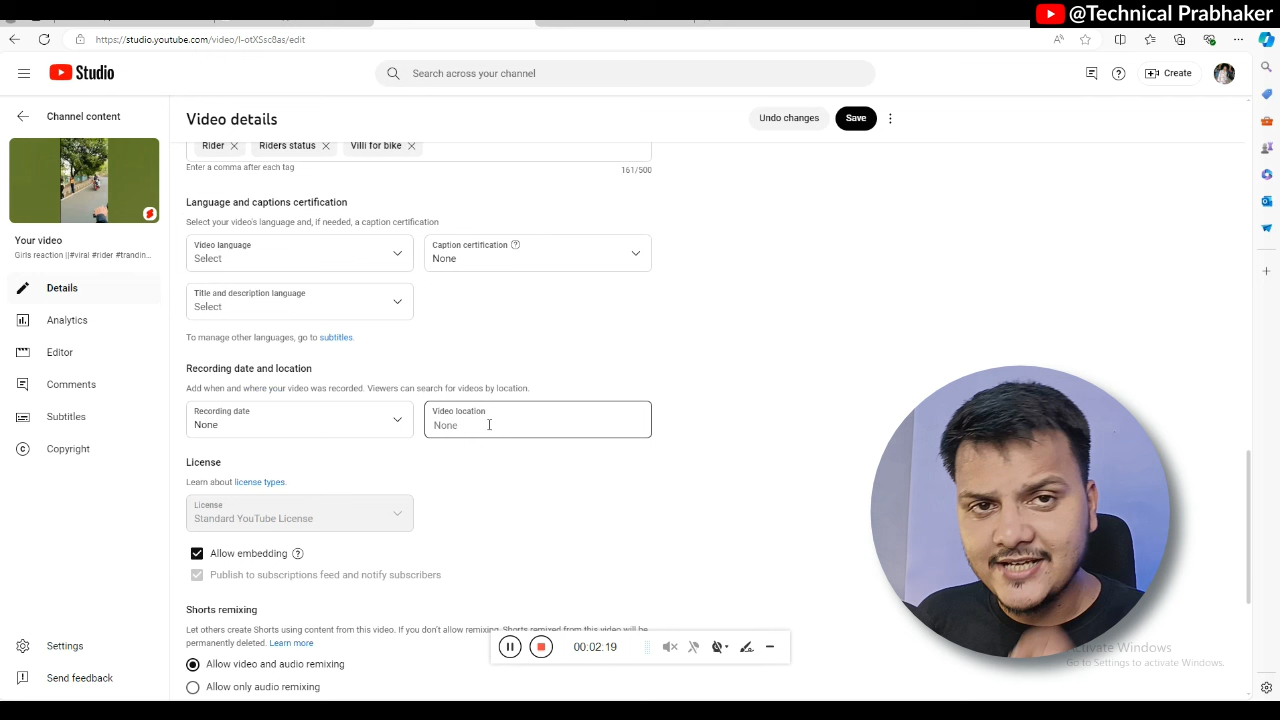 @Technical Prabhaker
https://studio.youtube.com/video/I-otXSsc8as/edit
Studio
Search across your channel
Create
Channel content
Your video
Girls reaction ||#viral #rider #trandin...
Details
Analytics
Editor
Comments
Subtitles
Copyright
Settings
Send feedback
Video details
Undo changes
Save
Rider
Riders status
Villi for bike
Enter a comma after each tag
161/500
Language and captions certification
Select your video's language and, if needed, a caption certification
Video language
Select
Caption certification
None
Title and description language
Select
To manage other languages, go to subtitles.
Recording date and location
Add when and where your video was recorded. Viewers can search for videos by location.
Recording date
None
Video location
None
License
Learn about license types.
License
Standard YouTube License
Allow embedding
Publish to subscriptions feed and notify subscribers
Shorts remixing
Let others create Shorts using content from this video. If you don't allow remixing, Shorts remixed from this video will be
permanently deleted. Learn more
Allow video and audio remixing
Allow only audio remixing
00:02.19
Activate Windows
Go to Settings to activate Windows.